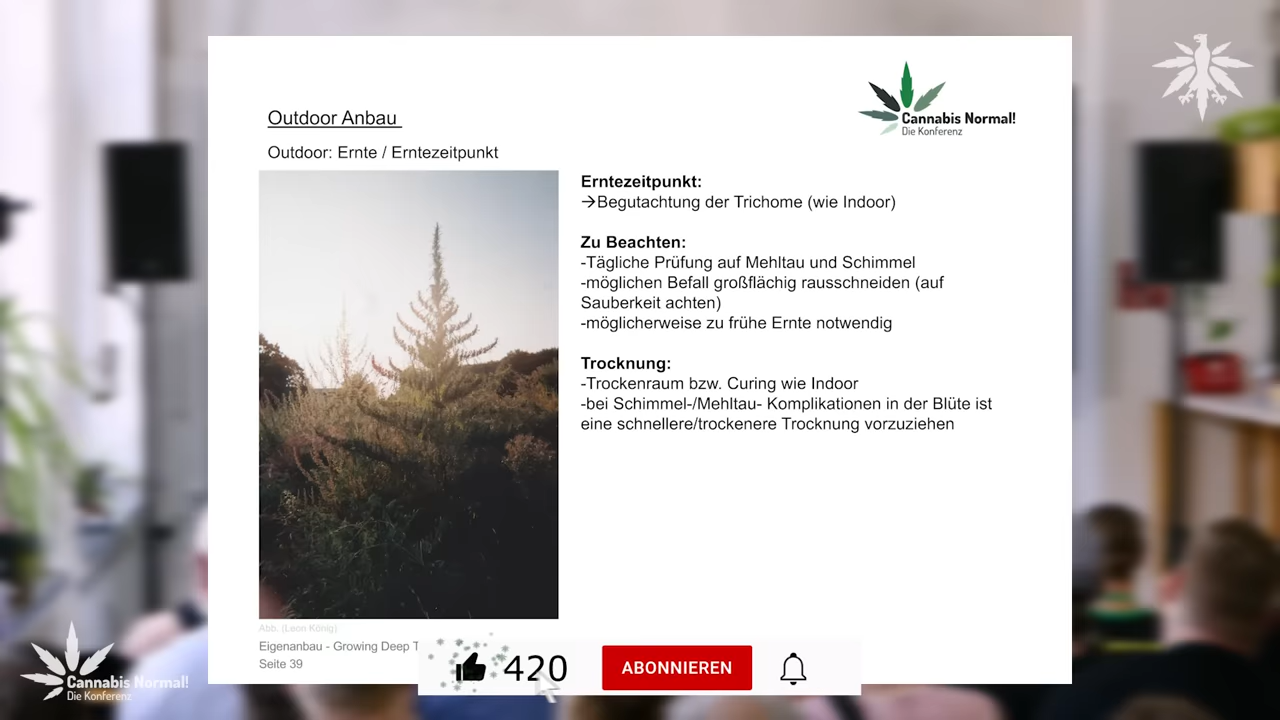 Outdoor Anbau
Cannabis Normal!
Die Konferenz
Outdoor: Ernte / Erntezeitpunkt
Erntezeitpunkt:
→Begutachtung der Trichome (wie Indoor)
Zu Beachten:
-Tägliche Prüfung auf Mehltau und Schimmel
-möglichen Befall großflächig rausschneiden (auf
Sauberkeit achten)
-möglicherweise zu frühe Ernte notwendig
Trocknung:
-Trockenraum bzw. Curing wie Indoor
-bei Schimmel-/Mehltau- Komplikationen in der Blüte ist
eine schnellere/trockenere Trocknung vorzuziehen
Abb. (Leon König)
Eigenanbau - Growing Deep T
Seite 39
420
ABONNIEREN
Cannabis Normal!
Die Konferenz